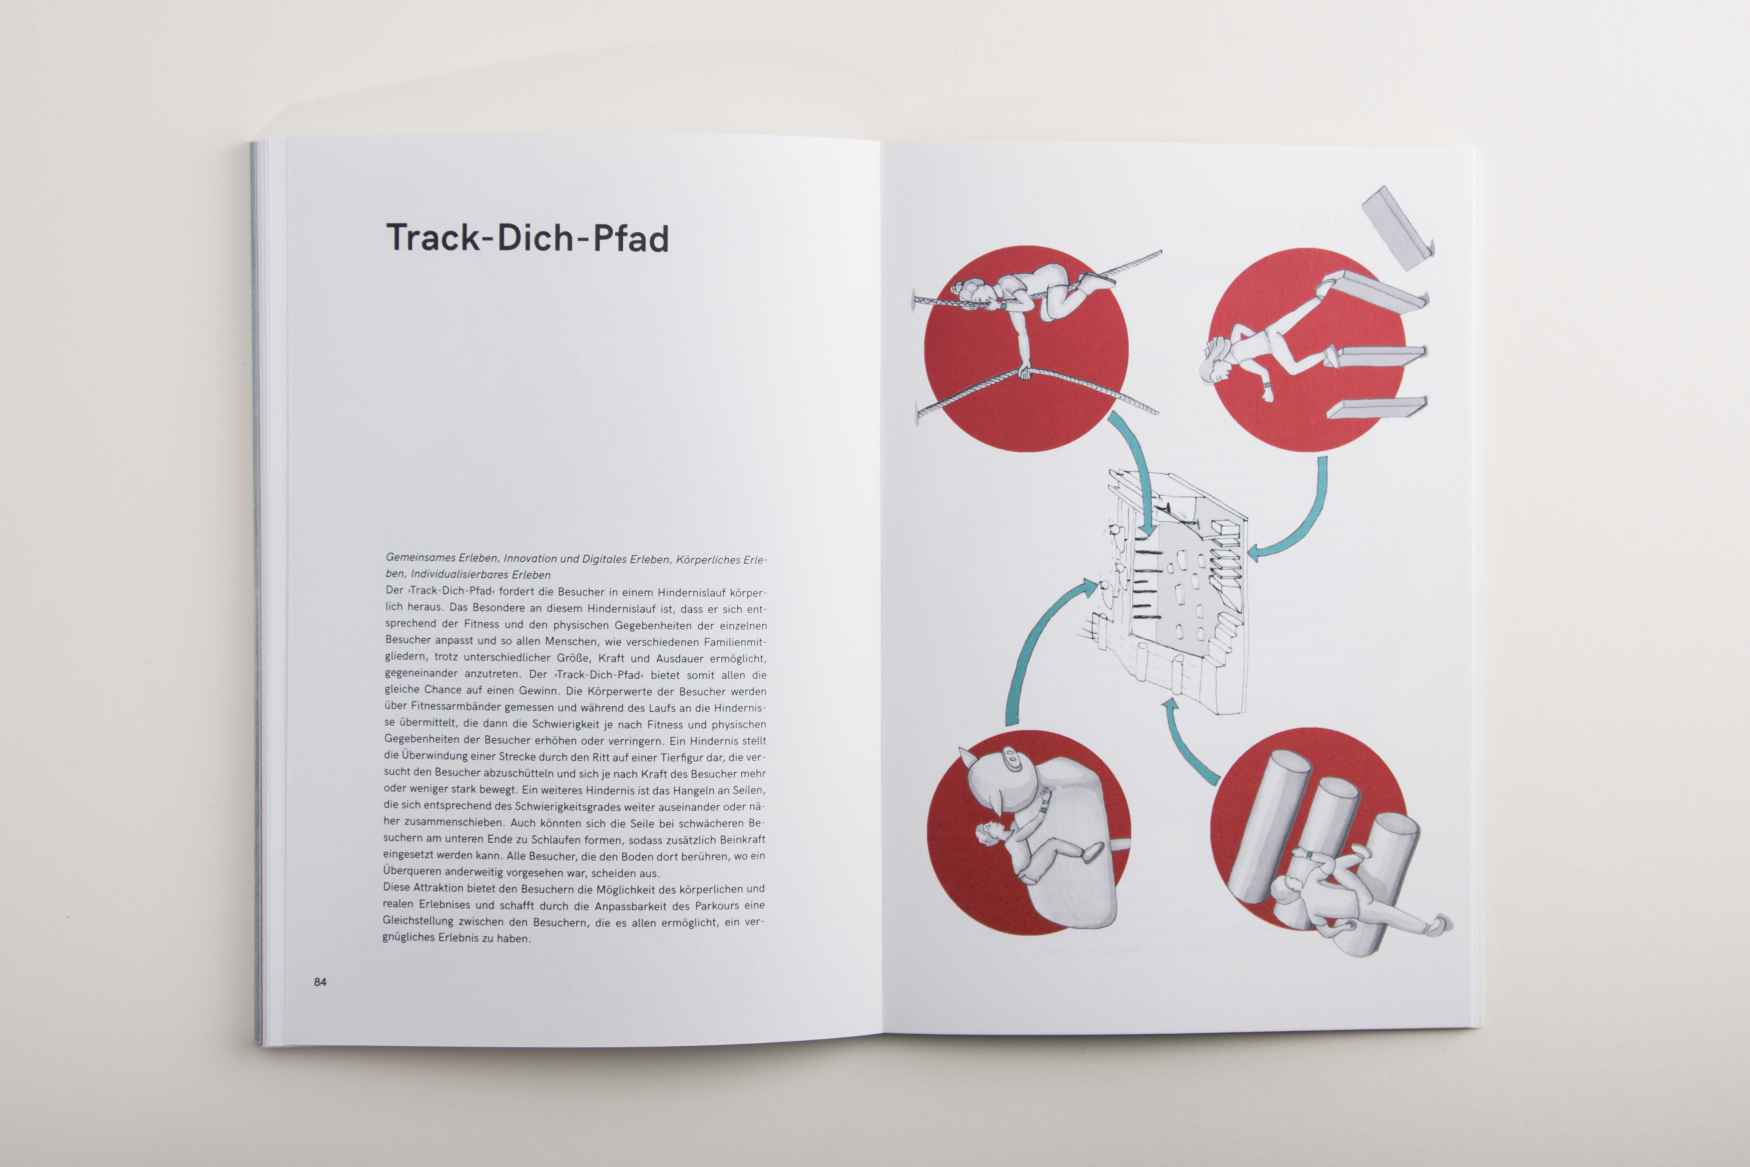 Track-Dich-Pfad
Gemeinsames Erleben, Innovation und Digitales Erleben, Körperliches Erle-
ben, Individualisierbares Erleben
Der ›Track-Dich-Pfad‹ fordert die Besucher in einem Hindernislauf körper-
lich heraus. Das Besondere an diesem Hindernislauf ist, dass er sich ent-
sprechend der Fitness und den physischen Gegebenheiten der einzelnen
Besucher anpasst und so allen Menschen, wie verschiedenen Familienmit-
gliedern, trotz unterschiedlicher Größe, Kraft und Ausdauer ermöglicht,
gegeneinander anzutreten. Der ›Track-Dich-Pfad‹ bietet somit allen die
gleiche Chance auf einen Gewinn. Die Körperwerte der Besucher werden
über Fitnessarmbänder gemessen und während des Laufs an die Hindernis-
se übermittelt, die dann die Schwierigkeit je nach Fitness und physischen
Gegebenheiten der Besucher erhöhen oder verringern. Ein Hindernis stellt
die Überwindung einer Strecke durch den Ritt auf einer Tierfigur dar, die ver-
sucht den Besucher abzuschütteln und sich je nach Kraft des Besucher mehr
oder weniger stark bewegt. Ein weiteres Hindernis ist das Hangeln an Seilen,
die sich entsprechend des Schwierigkeitsgrades weiter auseinander oder nä-
her zusammenschieben. Auch könnten sich die Seile bei schwächeren Be-
suchern am unteren Ende zu Schlaufen formen, sodass zusätzlich Beinkraft
eingesetzt werden kann. Alle Besucher, die den Boden dort berühren, wo ein
Überqueren anderweitig vorgesehen war, scheiden aus.
Diese Attraktion bietet den Besuchern die Möglichkeit des körperlichen und
realen Erlebnises und schafft durch die Anpassbarkeit des Parkours eine
Gleichstellung zwischen den Besuchern, die es allen ermöglicht, ein ver-
gnügliches Erlebnis zu haben.
84